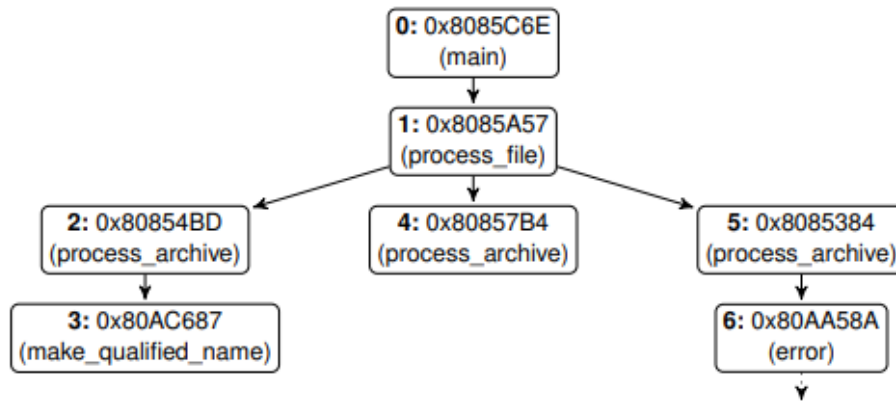 0: 0x8085C6E
(main)
1: 0x8085A57
(process_file)
2: 0x80854BD
(process_archive)
4: 0x80857B4
(process_archive)
5: 0x8085384
(process_archive)
3: 0x80AC687
(make_qualified_name)
6: 0x80AA58A
(error)